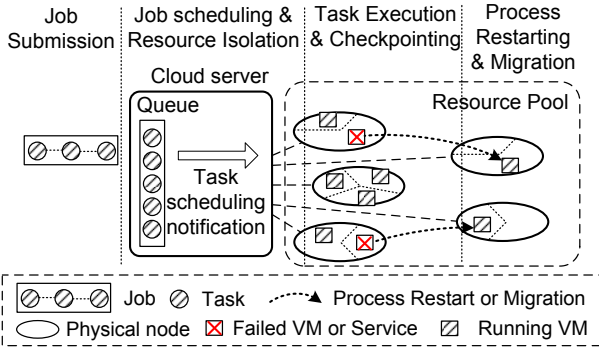 Job
Submission
Job scheduling &
Resource Isolation
Task Execution
& Checkpointing
Process
Restarting
& Migration
Cloud server
Queue
Task
scheduling
notification
Resource Pool
Job
Task
Process Restart or Migration
Physical node
Failed VM or Service
Running VM